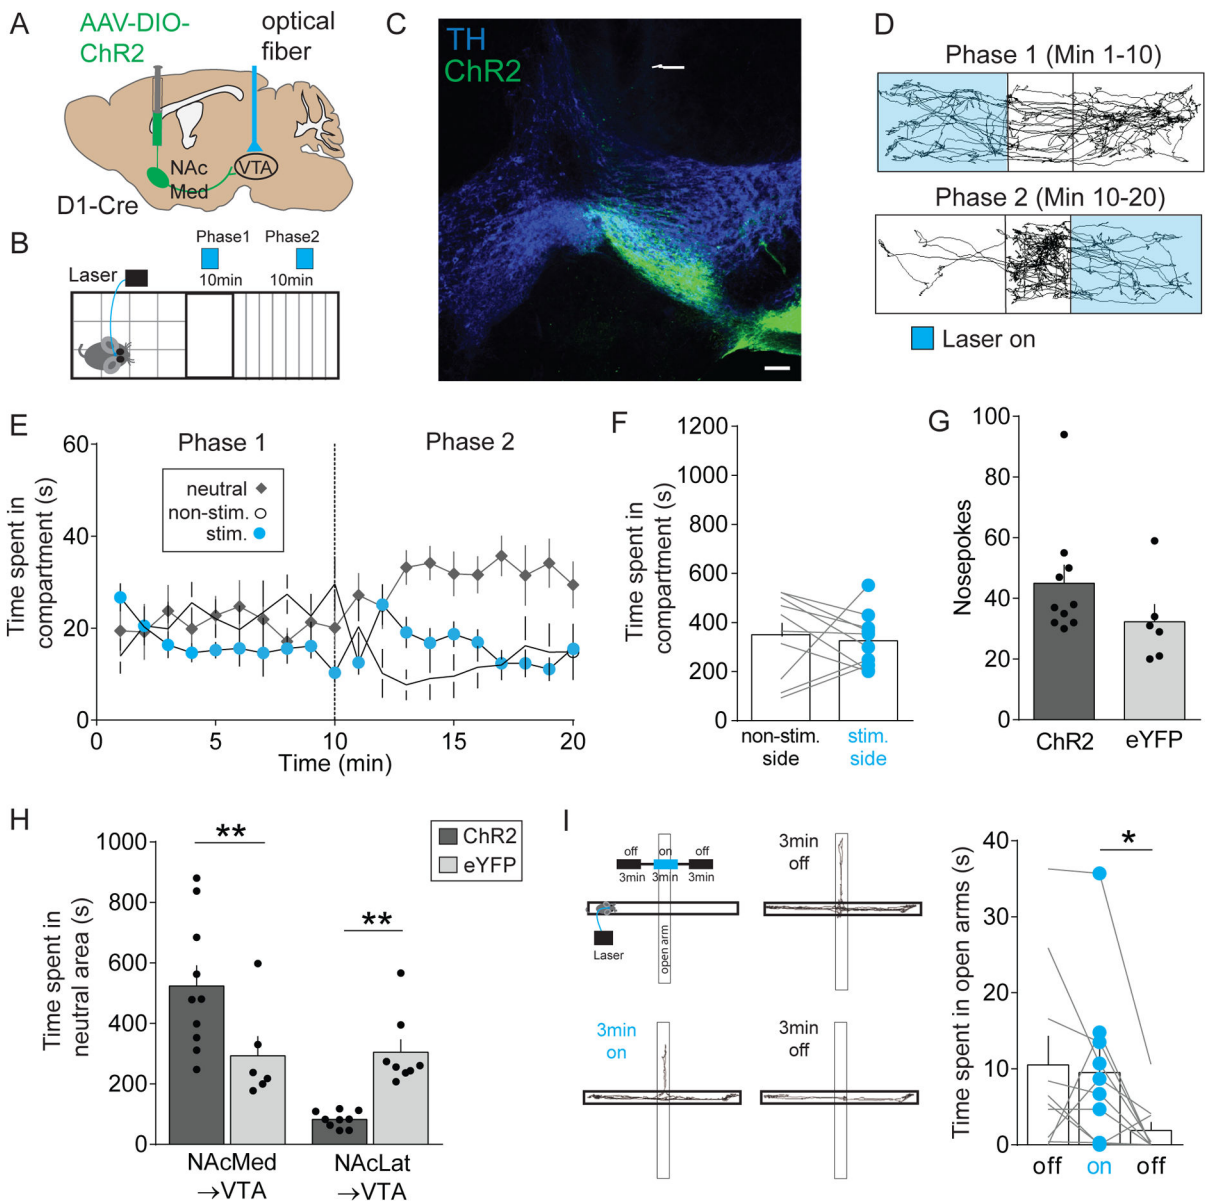 A
AAV-DIO-
ChR2
optical
fiber
NAc
Med
VTA
D1-Cre
B
Phase1
Phase2
Laser
10min
10min
C
TH
ChR2
D
Phase 1 (Min 1-10)
Phase 2 (Min 10-20)
Laser on
E
Phase 1
Phase 2
Time spent in
compartment (s)
60
40
20
0
neutral
non-stim.
stim.
0
5
10
15
20
Time (min)
F
Time spent in
compartment (s)
1200
1000
800
600
400
200
0
non-stim.
side
stim.
side
G
Nosepokes
100
80
60
40
20
0
ChR2
eYFP
H
Time spent in
neutral area (s)
1000
800
600
400
200
0
**
**
ChR2
eYFP
NAcMed
→VTA
NAcLat
→VTA
I
off
on
off
3min
3min
3min
Laser
open arm
3min
off
3min
on
3min
off
Time spent in open arms (s)
40
30
20
10
0
*
off
on
off